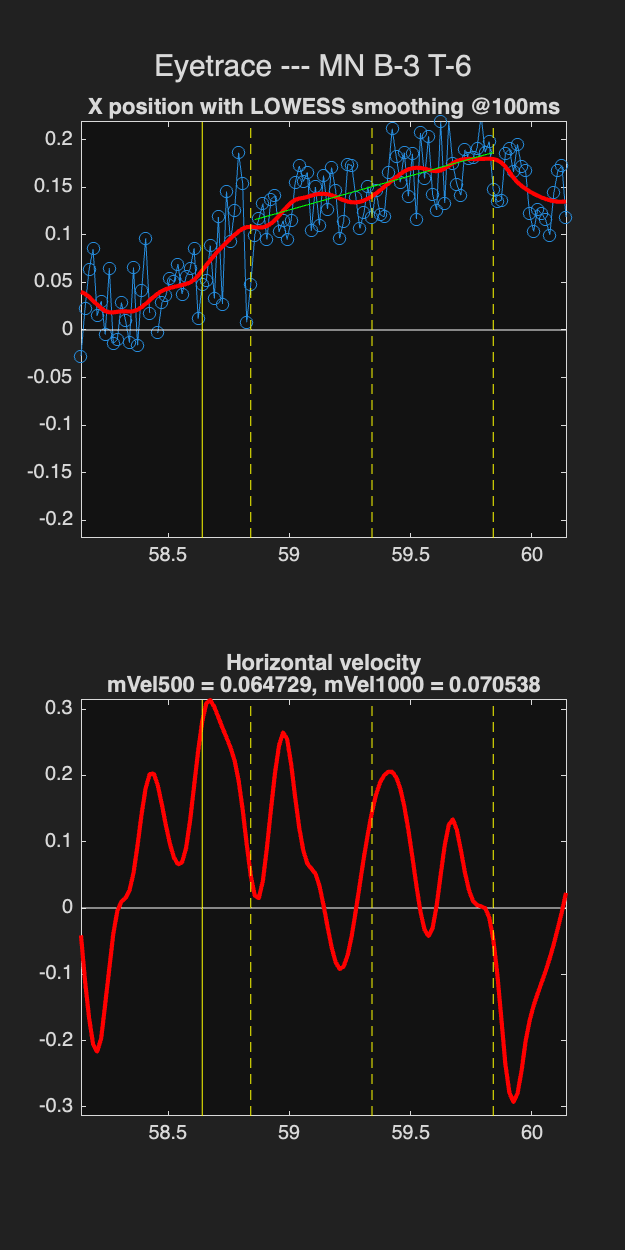 Eyetrace --- MN B-3 T-6
X position with LOWESS smoothing @100ms
0.2
0.15
0.1
0.05
0
-0.05
-0.1
-0.15
-0.2
58.5 59 59.5 60
Horizontal velocity
mVel500 = 0.064729, mVel1000 = 0.070538
0.3
0.2
0.1
0
-0.1
-0.2
-0.3
58.5 59 59.5 60